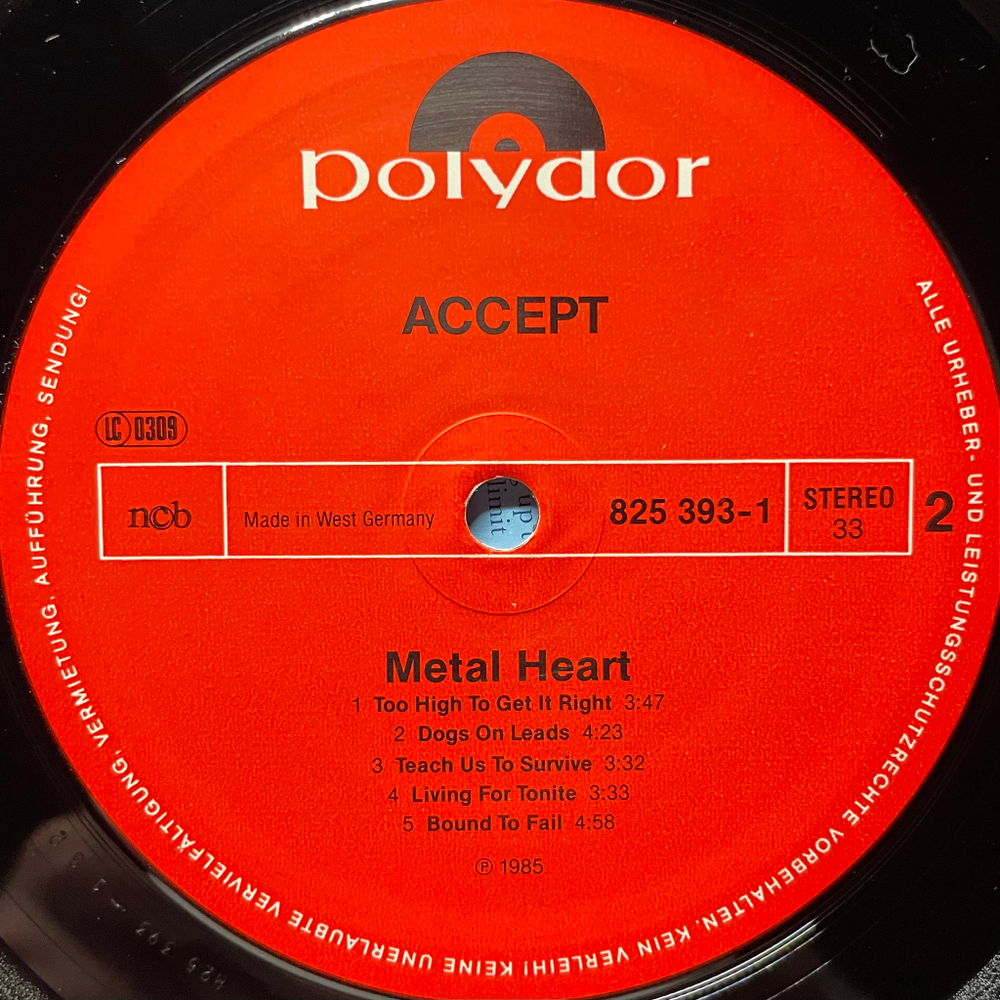 polydor
ACCEPT
LC 0309
ncb
Made in West Germany
825 393-1
STEREO
33
2
up
limit
Metal Heart
1 Too High To Get It Right 3:47
2 Dogs On Leads 4:23
3 Teach Us To Survive 3:32
4 Living For Tonite 3:33
5 Bound To Fail 4:58
℗ 1985
ALLE URHEBER- UND LEISTUNGSSCHUTZRECHTE VORBEHALTEN. KEIN VERLEIH! KEINE UNERLAUBTE VERVIELFÄLTIGUNG, VERMIETUNG, AUFFÜHRUNG, SENDUNG!